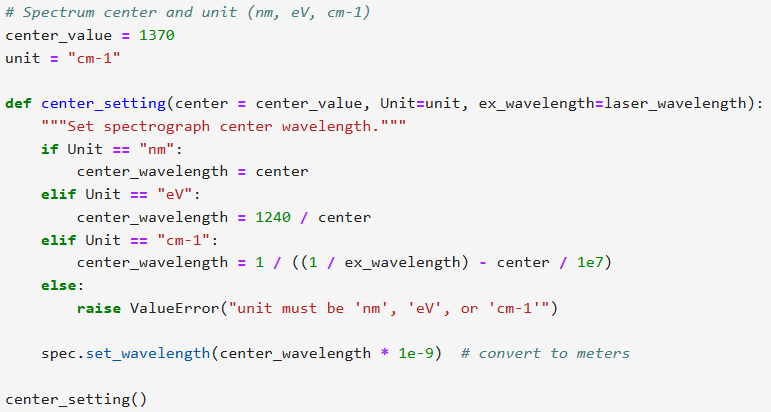 # Spectrum center and unit (nm, eV, cm-1)
center_value = 1370
unit = "cm-1"

def center_setting(center = center_value, Unit=unit, ex_wavelength=laser_wavelength):
    """Set spectrograph center wavelength."""
    if Unit == "nm":
        center_wavelength = center
    elif Unit == "eV":
        center_wavelength = 1240 / center
    elif Unit == "cm-1":
        center_wavelength = 1 / ((1 / ex_wavelength) - center / 1e7)
    else:
        raise ValueError("unit must be 'nm', 'eV', or 'cm-1'")

    spec.set_wavelength(center_wavelength * 1e-9)  # convert to meters

center_setting()